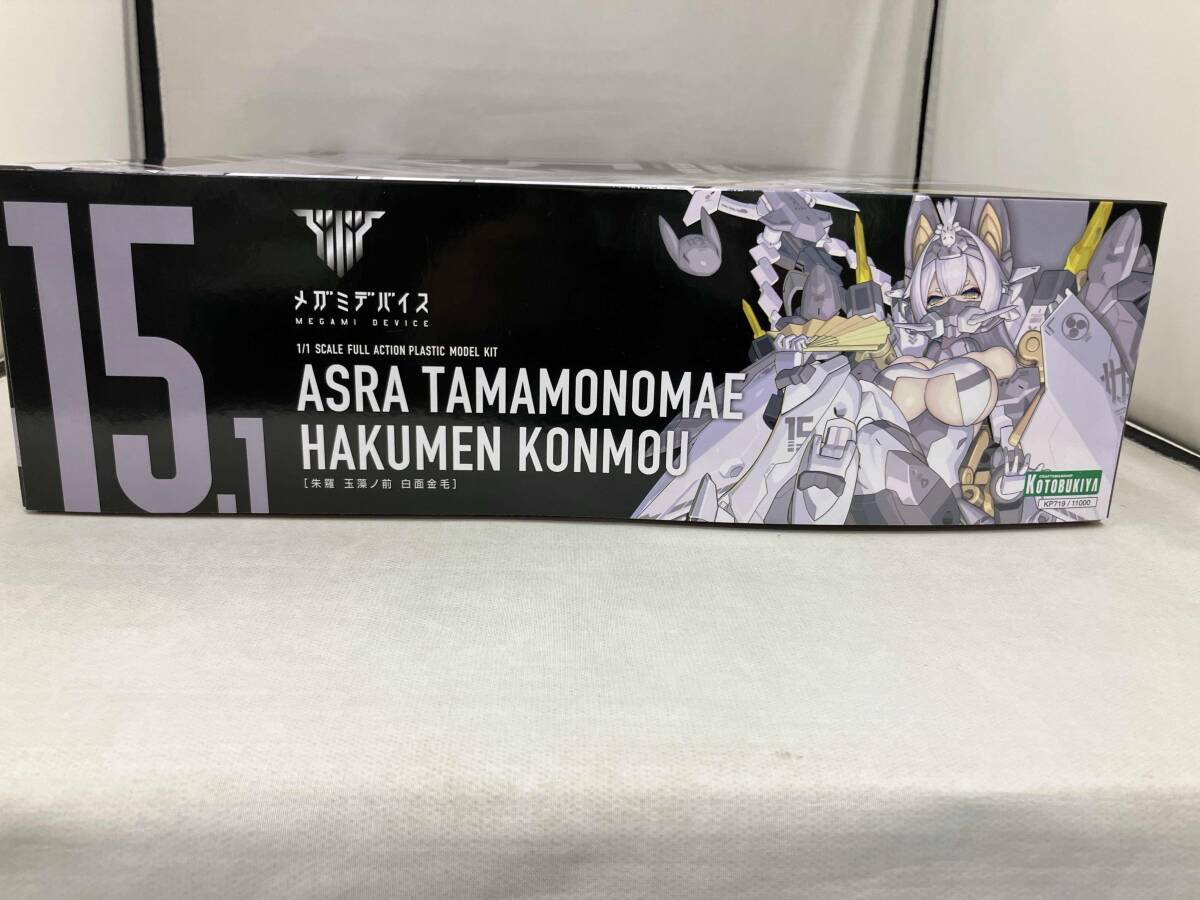 15.1
メガミデバイス
MEGAMI DEVICE
1/1 SCALE FULL ACTION PLASTIC MODEL KIT
ASRA TAMAMONOMAE
HAKUMEN KONMOU
[朱羅 玉藻ノ前 白面金毛]
15
KOTOBUKIYA
KP719 / 11000